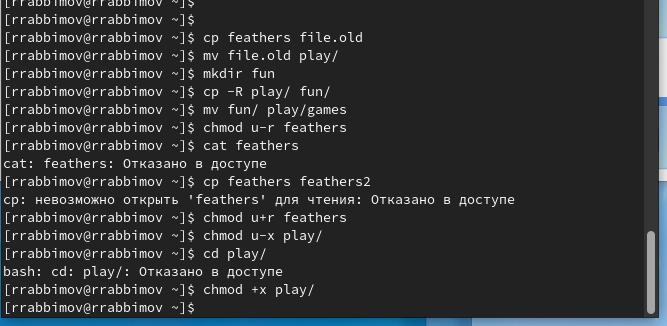 [rrabbimov@rrabbimov ~]$
[rrabbimov@rrabbimov ~]$
[rrabbimov@rrabbimov ~]$ cp feathers file.old
[rrabbimov@rrabbimov ~]$ mv file.old play/
[rrabbimov@rrabbimov ~]$ mkdir fun
[rrabbimov@rrabbimov ~]$ cp -R play/ fun/
[rrabbimov@rrabbimov ~]$ mv fun/ play/games
[rrabbimov@rrabbimov ~]$ chmod u-r feathers
[rrabbimov@rrabbimov ~]$ cat feathers
cat: feathers: Отказано в доступе
[rrabbimov@rrabbimov ~]$ cp feathers feathers2
cp: невозможно открыть 'feathers' для чтения: Отказано в доступе
[rrabbimov@rrabbimov ~]$ chmod u+r feathers
[rrabbimov@rrabbimov ~]$ chmod u-x play/
[rrabbimov@rrabbimov ~]$ cd play/
bash: cd: play/: Отказано в доступе
[rrabbimov@rrabbimov ~]$ chmod +x play/
[rrabbimov@rrabbimov ~]$